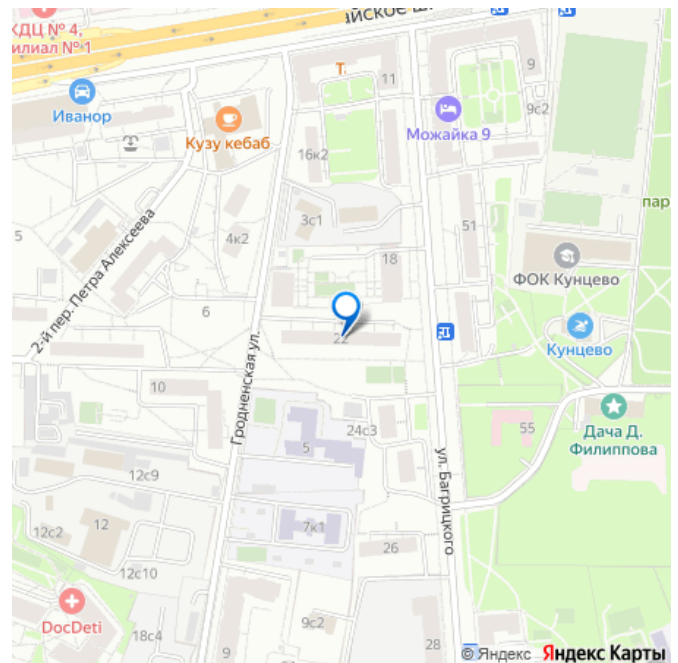 айское ш
КДЦ № 4,
илиал № 1
Т
11
9
Иванор
9с2
Кузу кебаб
Можайка 9
16к2
пар
3с1
51
5
4к2
18
ФОК Кунцево
2-й пер. Петра Алексеева
6
22
Кунцево
Гродненская ул.
10
Дача Д.
Филиппова
55
24с3
5
ул. Багрицкого
12с9
12с2
12
7к1
26
12с10
DocDeti
18с4
9с2
9
28
© Яндекс Яндекс Карты